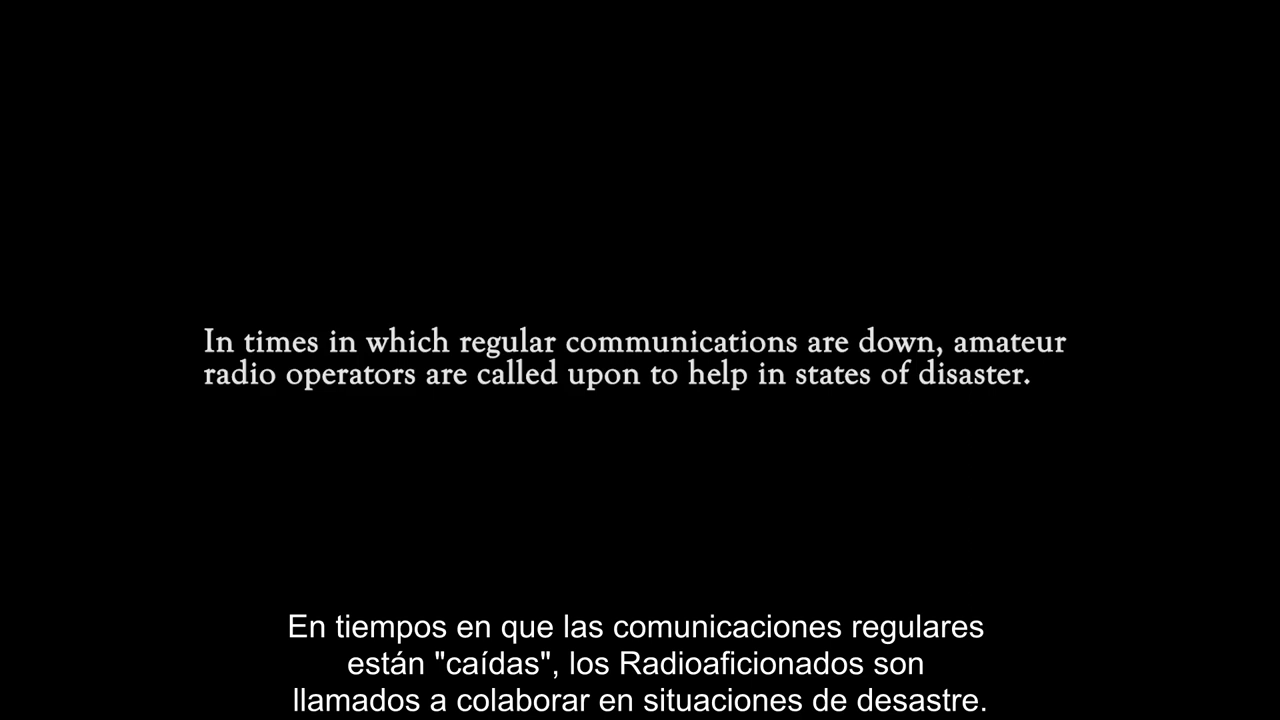 In times in which regular communications are down, amateur
radio operators are called upon to help in states of disaster.
En tiempos en que las comunicaciones regulares
están "caídas", los Radioaficionados son
llamados a colaborar en situaciones de desastre.